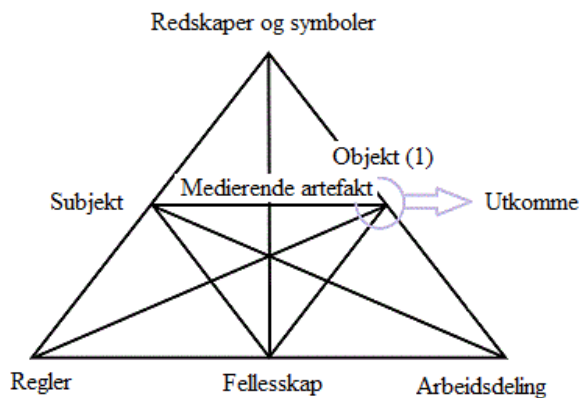 Redskaper og symboler
Objekt (1)
Medierende artefakt
Subjekt
Utkomme
Regler
Fellesskap
Arbeidsdeling